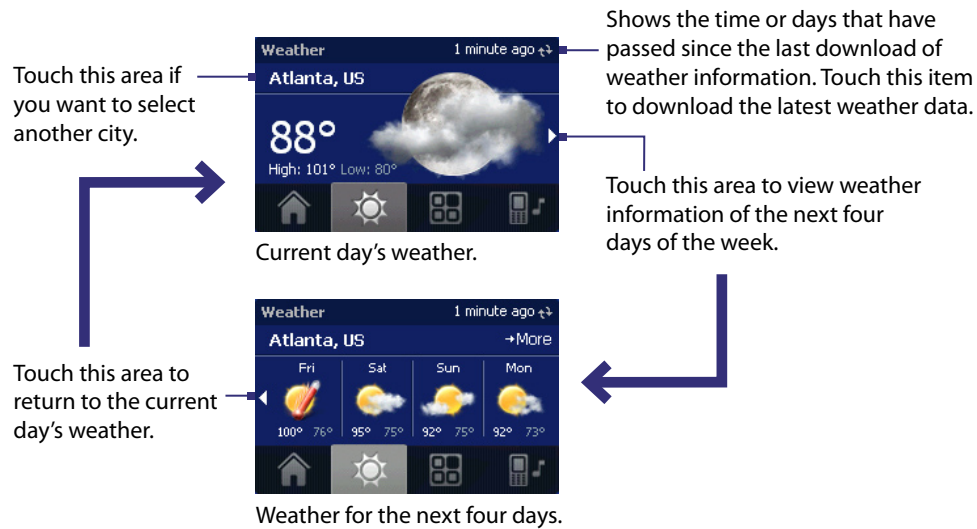 Touch this area if
you want to select
another city.
Weather 1 minute ago
Atlanta, US
88°
High: 101° Low: 80°
Current day's weather.
Shows the time or days that have
passed since the last download of
weather information. Touch this item
to download the latest weather data.
Touch this area to view weather
information of the next four
days of the week.
Touch this area to
return to the current
day's weather.
Weather 1 minute ago
Atlanta, US →More
Fri Sat Sun Mon
100° 76° 95° 75° 92° 75° 92° 73°
Weather for the next four days.